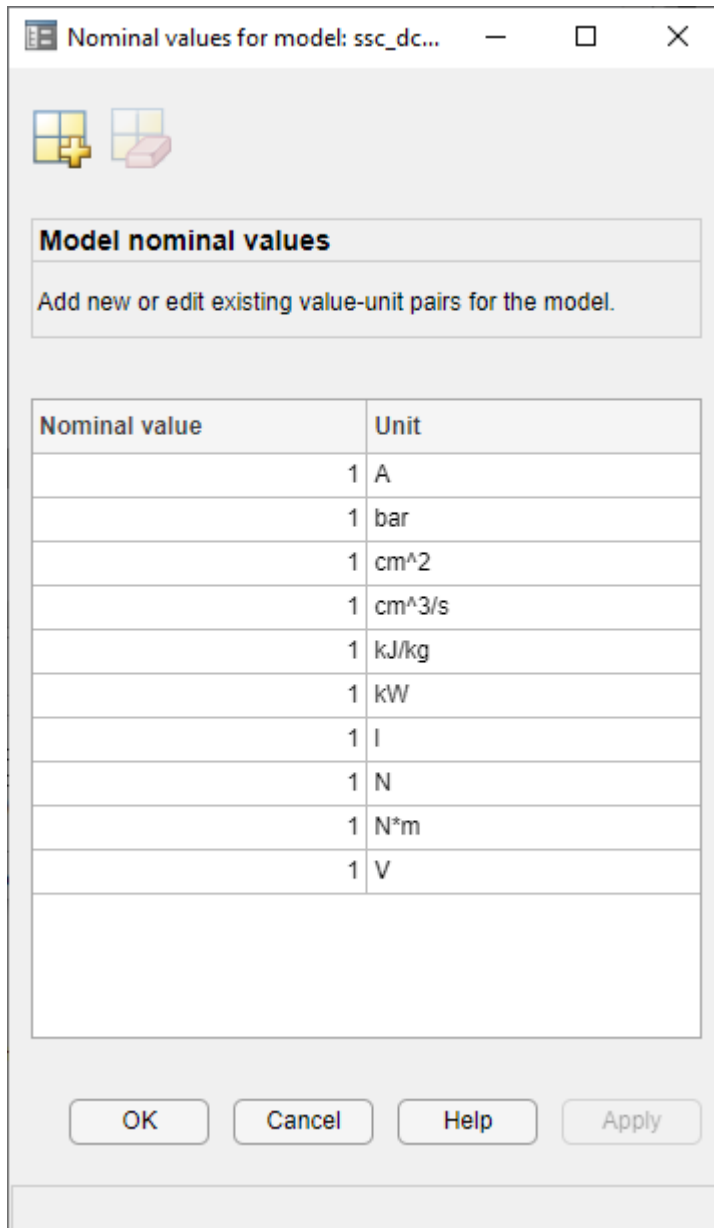 Nominal values for model: ssc_dc...
Model nominal values
Add new or edit existing value-unit pairs for the model.
Nominal value Unit
1 A
1 bar
1 cm^2
1 cm^3/s
1 kJ/kg
1 kW
1 l
1 N
1 N*m
1 V
OK Cancel Help Apply